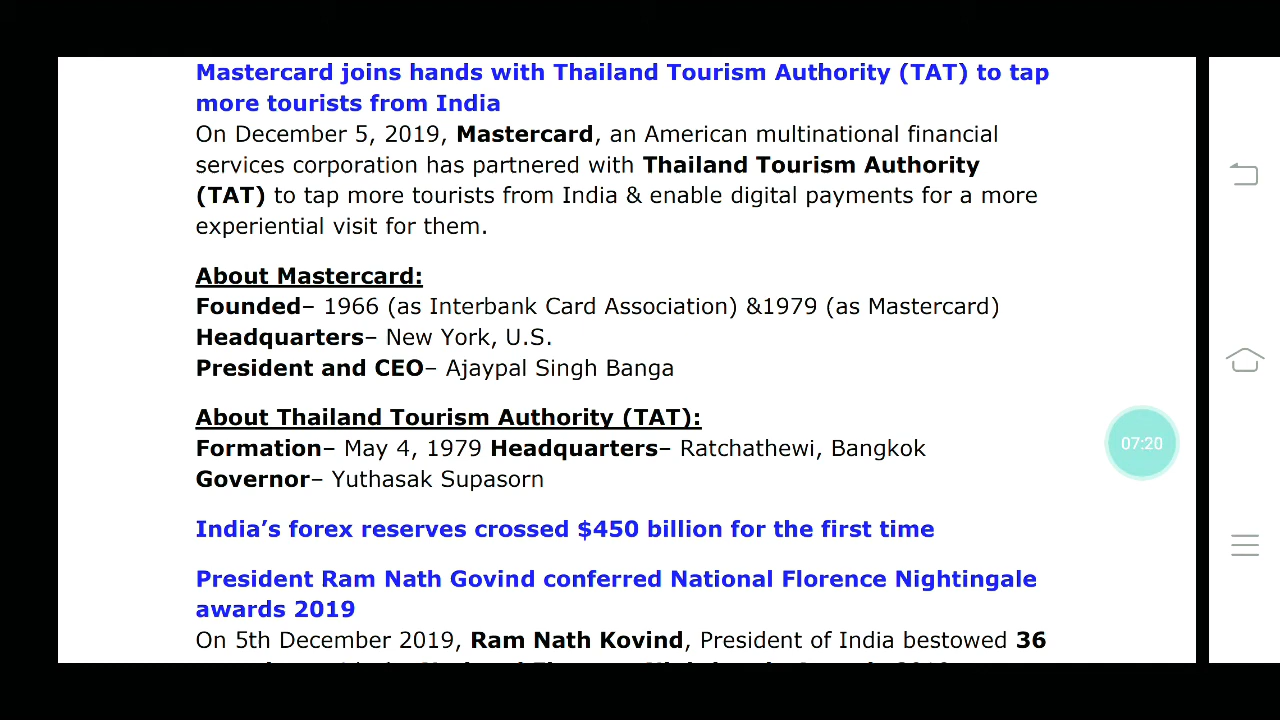 Mastercard joins hands with Thailand Tourism Authority (TAT) to tap
more tourists from India
On December 5, 2019, Mastercard, an American multinational financial
services corporation has partnered with Thailand Tourism Authority
(TAT) to tap more tourists from India & enable digital payments for a more
experiential visit for them.
About Mastercard:
Founded– 1966 (as Interbank Card Association) &1979 (as Mastercard)
Headquarters– New York, U.S.
President and CEO– Ajaypal Singh Banga
About Thailand Tourism Authority (TAT):
Formation– May 4, 1979 Headquarters– Ratchathewi, Bangkok
Governor– Yuthasak Supasorn
07:20
India’s forex reserves crossed $450 billion for the first time
President Ram Nath Govind conferred National Florence Nightingale
awards 2019
On 5th December 2019, Ram Nath Kovind, President of India bestowed 36